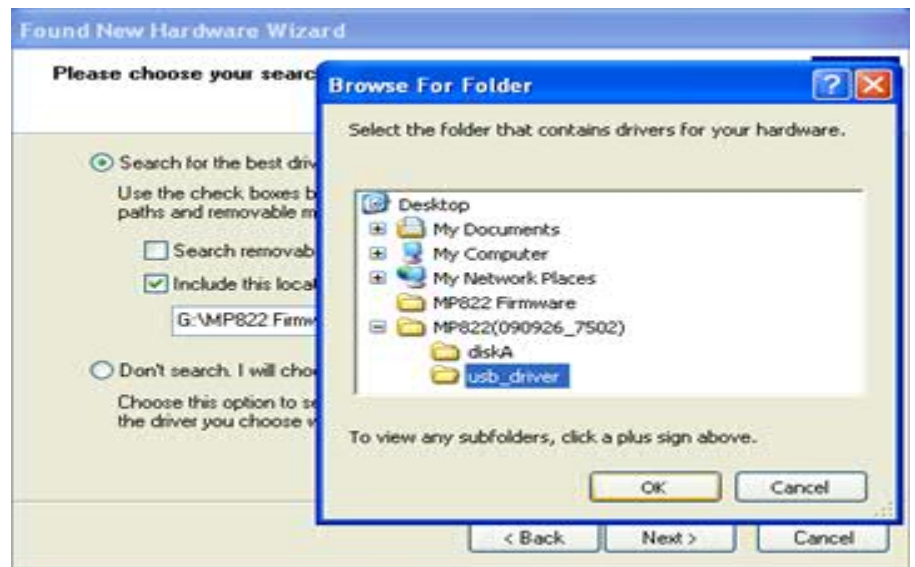 Found New Hardware Wizard
Please choose your searc
Search for the best driv
Use the check boxes b
paths and removable m
Search removab
Include this local
G:\MP822 Firmw
Don't search. I will choo
Choose this option to se
the driver you choose w
Browse For Folder
Select the folder that contains drivers for your hardware.
Desktop
My Documents
My Computer
My Network Places
MP822 Firmware
MP822(090926_7502)
diskA
usb_driver
To view any subfolders, click a plus sign above.
OK Cancel
< Back Next > Cancel